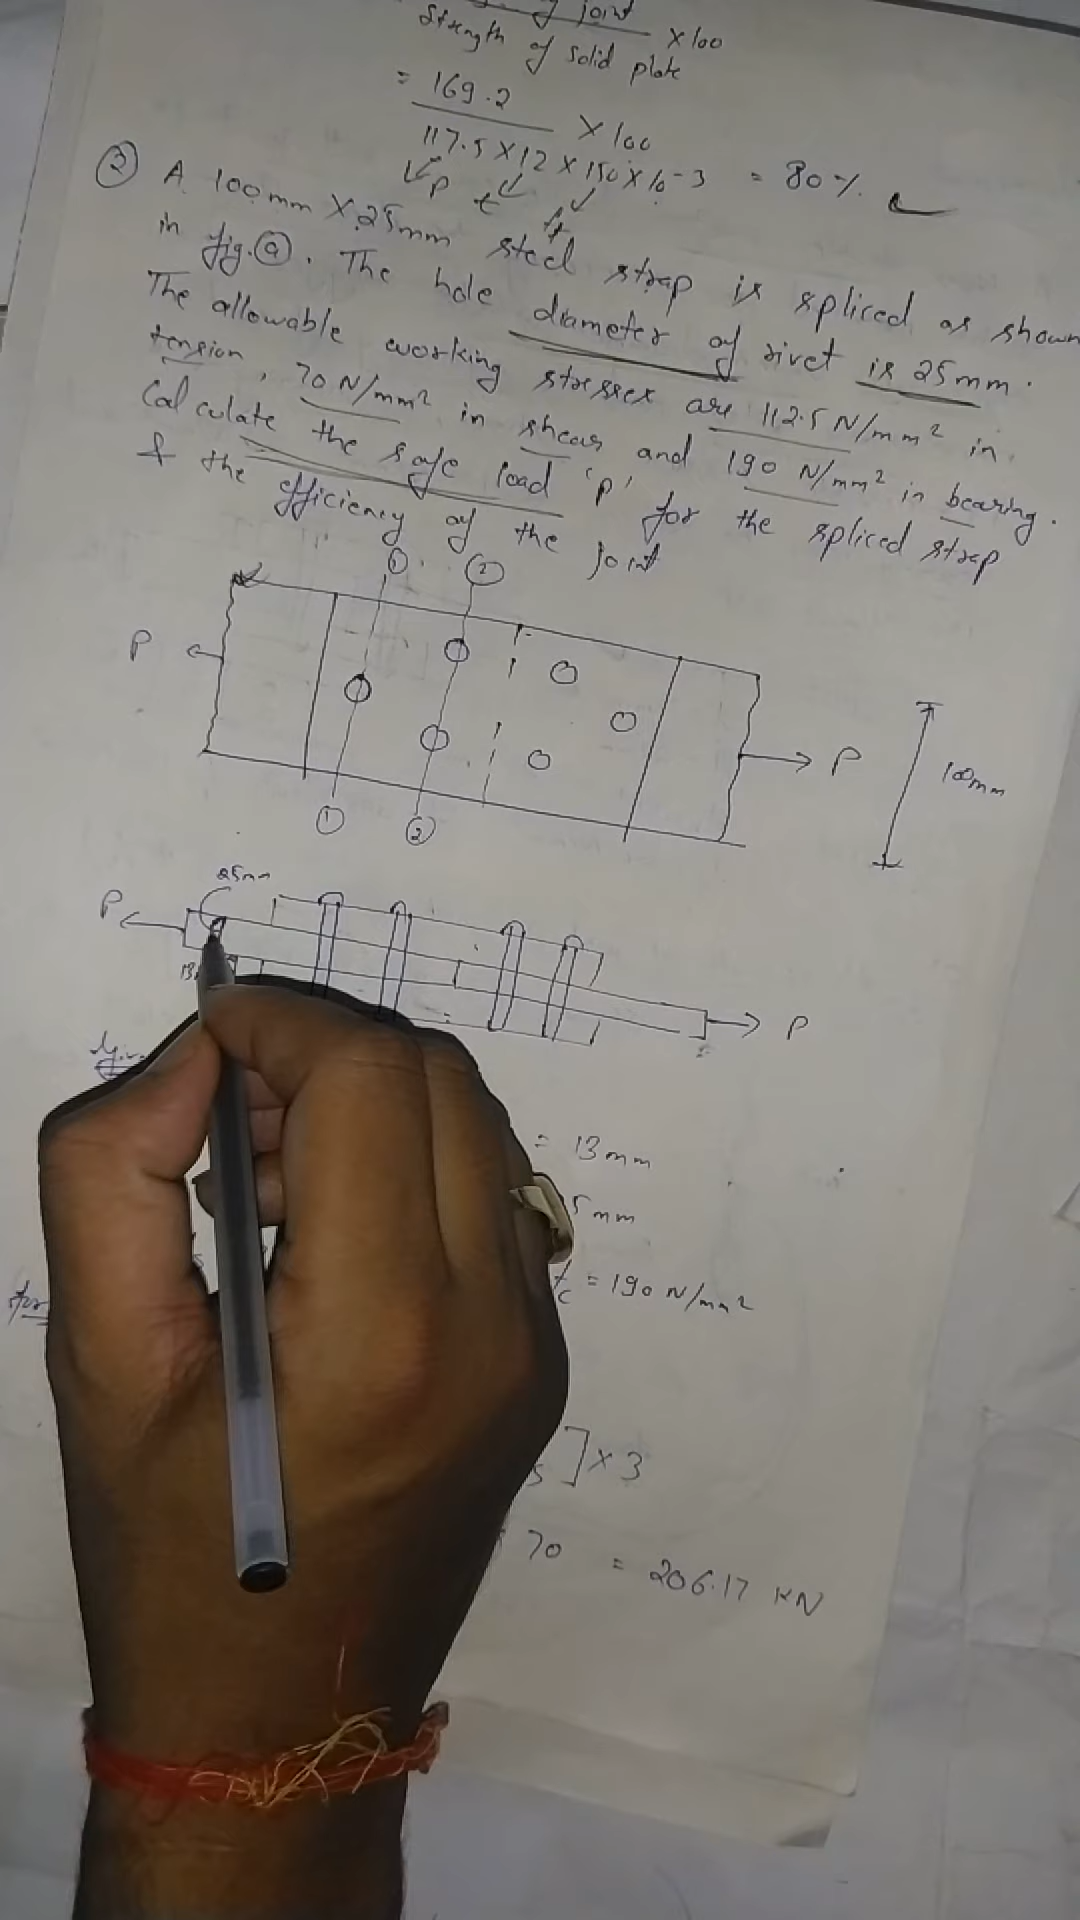 joint × 100
Strength of solid plate
= 169.2
117.5 × 12 × 150 × 10-3 × 100 = 80%.
P t
② A 100mm × 25mm steel strap is spliced as shown
in fig. ⓐ. The hole diameter of rivet is 25mm.
The allowable working stresses are 112.5 N/mm² in
tension, 70 N/mm² in shear and 190 N/mm² in bearing.
Calculate the safe load 'p' for the spliced strap
& the efficiency of the joint
① ②
P P
100mm
① ②
25mm
P
P
= 13mm
5mm
= 190 N/mm²
] × 3
70 = 206.17 KN